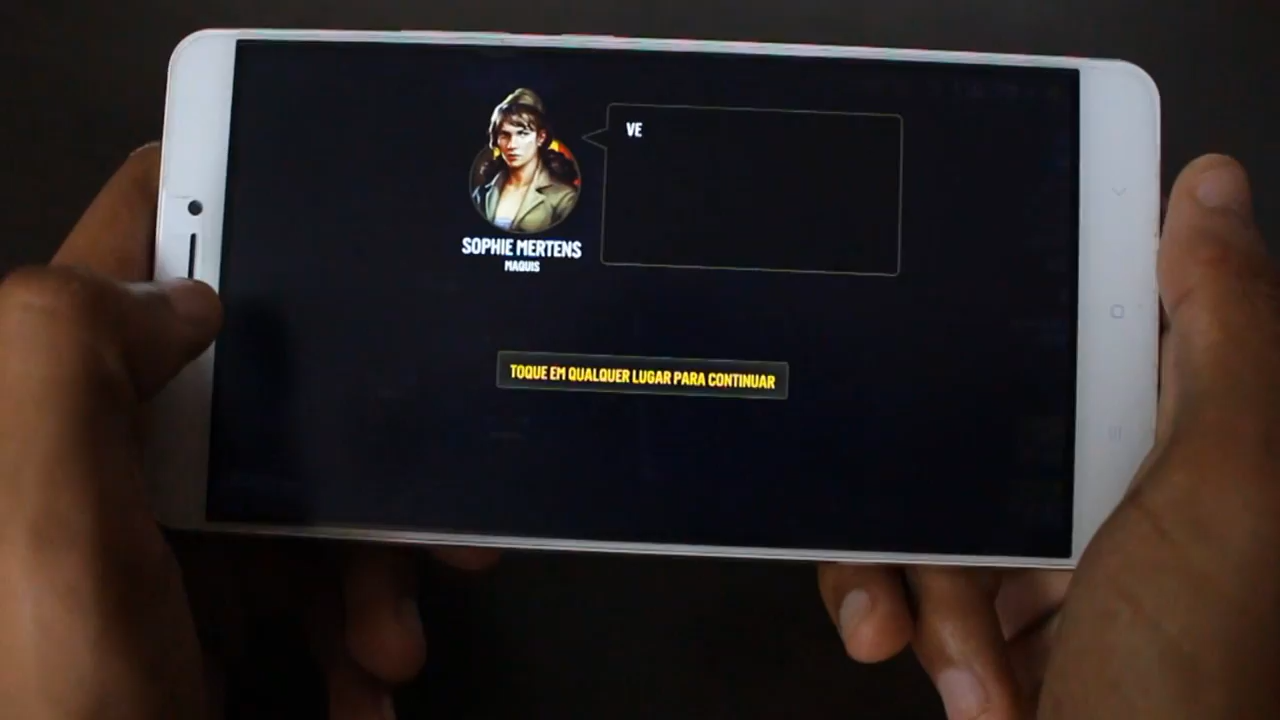 VE
SOPHIE MERTENS
MAQUIS
TOQUE EM QUALQUER LUGAR PARA CONTINUAR